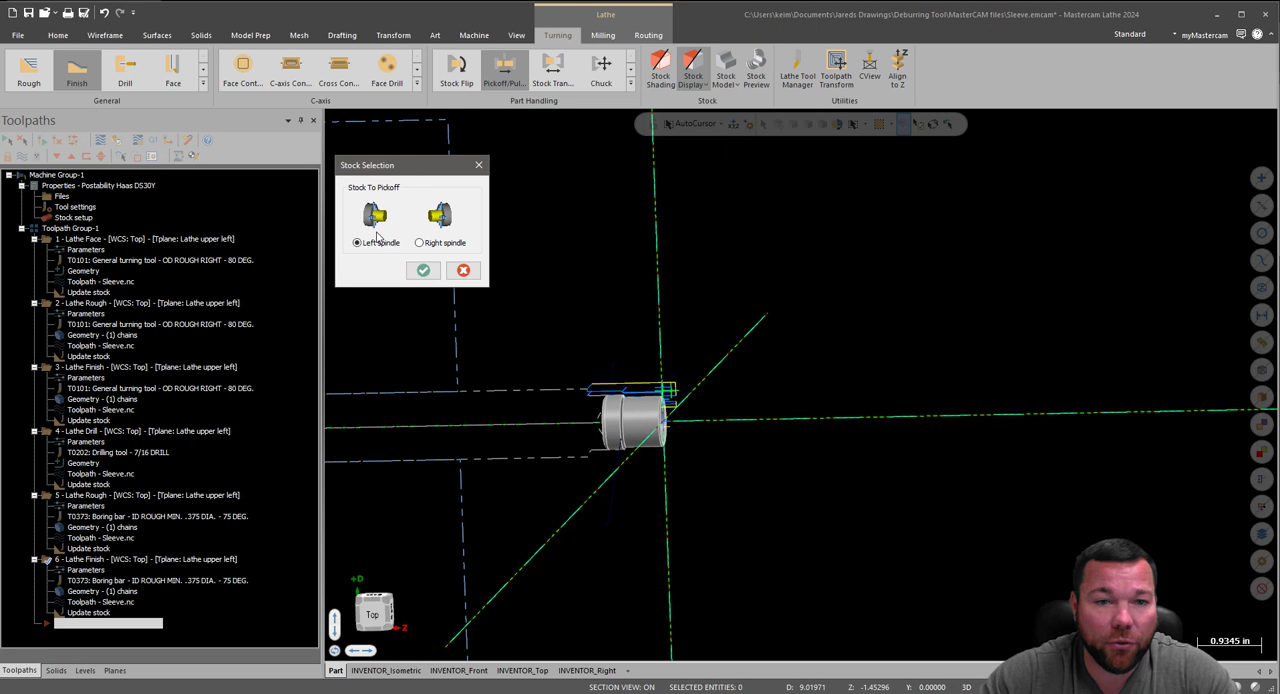 Lathe
C:\Users\keim\Documents\Jareds Drawings\Deburring Tool\MasterCAM files\Sleeve.emcam* - Mastercam Lathe 2024
File Home Wireframe Surfaces Solids Model Prep Mesh Drafting Transform Art Machine View Turning Milling Routing
Standard myMastercam
Rough Finish Drill Face
Face Cont... C-axis Con... Cross Con... Face Drill
Stock Flip Pickoff/Pul... Stock Tran... Chuck
Stock Shading Stock Display Stock Model Stock Preview
Lathe Tool Manager Toolpath Transform CView Align to Z
General C-axis Part Handling Stock Utilities
Toolpaths
AutoCursor
Machine Group-1
Properties - Postability Haas DS30Y
Files
Tool settings
Stock setup
Toolpath Group-1
1 - Lathe Face - [WCS: Top] - [Tplane: Lathe upper left]
Parameters
T0101: General turning tool - OD ROUGH RIGHT - 80 DEG.
Geometry
Toolpath - Sleeve.nc
Update stock
2 - Lathe Rough - [WCS: Top] - [Tplane: Lathe upper left]
Parameters
T0101: General turning tool - OD ROUGH RIGHT - 80 DEG.
Geometry - (1) chains
Toolpath - Sleeve.nc
Update stock
3 - Lathe Finish - [WCS: Top] - [Tplane: Lathe upper left]
Parameters
T0101: General turning tool - OD ROUGH RIGHT - 80 DEG.
Geometry - (1) chains
Toolpath - Sleeve.nc
Update stock
4 - Lathe Drill - [WCS: Top] - [Tplane: Lathe upper left]
Parameters
T0202: Drilling tool - 7/16 DRILL
Geometry
Toolpath - Sleeve.nc
Update stock
5 - Lathe Rough - [WCS: Top] - [Tplane: Lathe upper left]
Parameters
T0373: Boring bar - ID ROUGH MIN. .375 DIA. - 75 DEG.
Geometry - (1) chains
Toolpath - Sleeve.nc
Update stock
6 - Lathe Finish - [WCS: Top] - [Tplane: Lathe upper left]
Parameters
T0373: Boring bar - ID ROUGH MIN. .375 DIA. - 75 DEG.
Geometry - (1) chains
Toolpath - Sleeve.nc
Update stock
Stock Selection
Stock To Pickoff
Left spindle Right spindle
+D
Top
Z
0.9345 in
Toolpaths Solids Levels Planes
Part INVENTOR_Isometric INVENTOR_Front INVENTOR_Top INVENTOR_Right +
SECTION VIEW: ON SELECTED ENTITIES: 0 D: 9.01971 Z: -1.45296 Y: 0.00000 3D